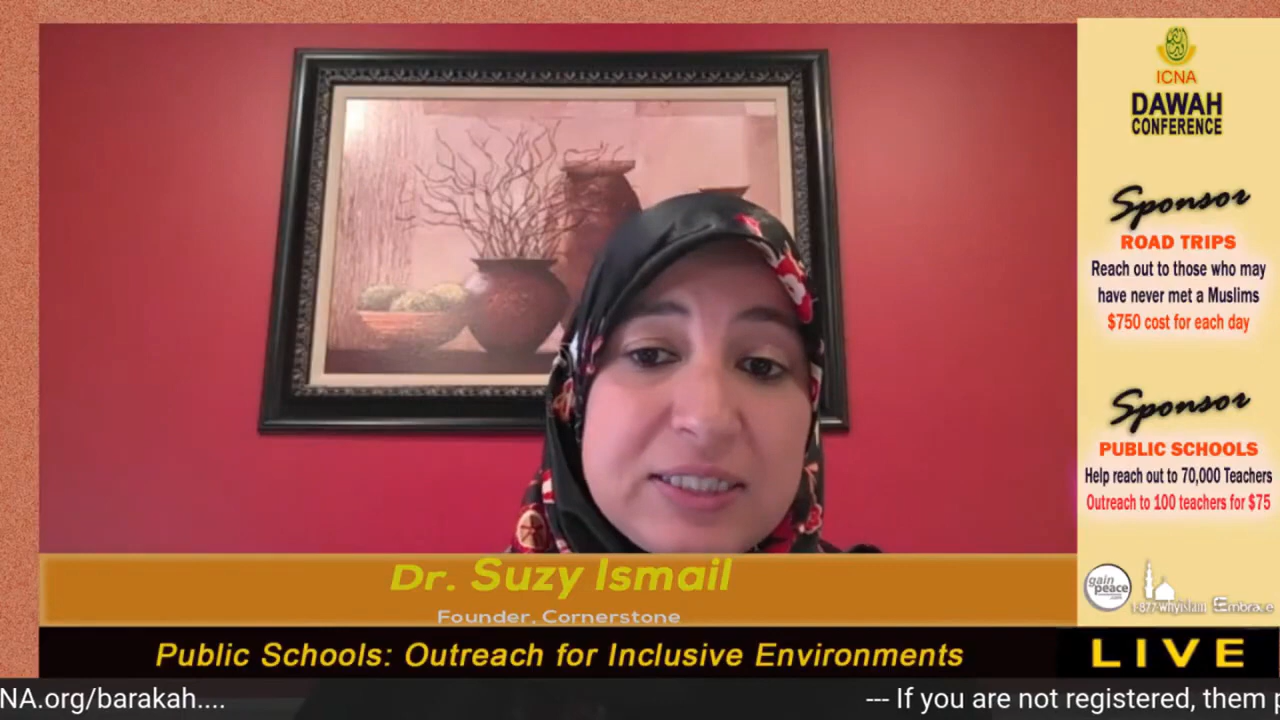 ICNA
DAWAH
CONFERENCE
Sponsor
ROAD TRIPS
Reach out to those who may
have never met a Muslims
$750 cost for each day
Sponsor
PUBLIC SCHOOLS
Help reach out to 70,000 Teachers
Outreach to 100 teachers for $75
gain
peace
.com
1-877-whyislam
Embrace
Dr. Suzy Ismail
Founder, Cornerstone
Public Schools: Outreach for Inclusive Environments
LIVE
NA.org/barakah.... --- If you are not registered, them p